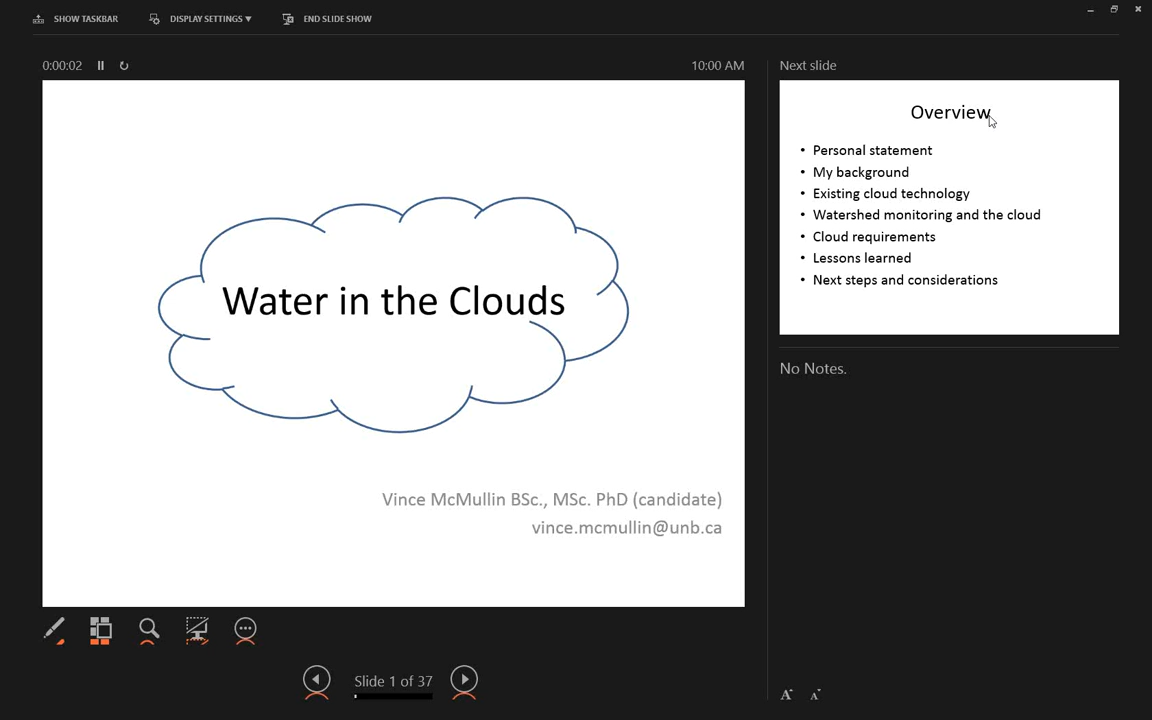 SHOW TASKBAR
DISPLAY SETTINGS ▼
END SLIDE SHOW
0:00:02
10:00 AM
Next slide
Water in the Clouds
Vince McMullin BSc., MSc. PhD (candidate)
vince.mcmullin@unb.ca
Overview
• Personal statement
• My background
• Existing cloud technology
• Watershed monitoring and the cloud
• Cloud requirements
• Lessons learned
• Next steps and considerations
No Notes.
Slide 1 of 37
A A